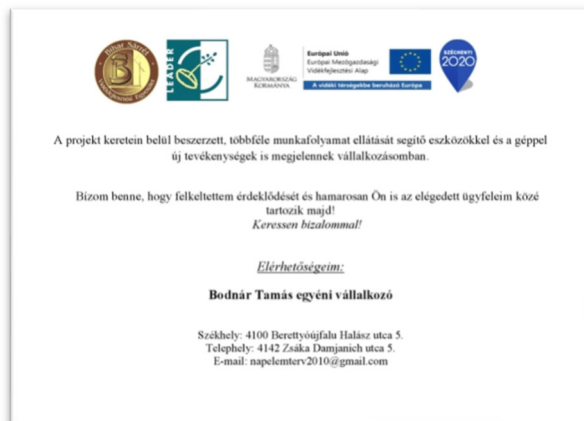 Bihar Sárrét
LEADER
MAGYARORSZÁG
KORMÁNYA
Európai Unió
Európai Mezőgazdasági
Vidékfejlesztési Alap
A vidéki térségekbe beruházó Európa
SZÉCHENYI
2020
A projekt keretein belül beszerzett, többféle munkafolyamat ellátását segítő eszközökkel és a géppel
új tevékenységek is megjelennek vállalkozásomban.
Bízom benne, hogy felkeltettem érdeklődését és hamarosan Ön is az elégedett ügyfeleim közé
tartozik majd!
Keressen bizalommal!
Elérhetőségeim:
Bodnár Tamás egyéni vállalkozó
Székhely: 4100 Berettyóújfalu Halász utca 5.
Telephely: 4142 Zsáka Damjanich utca 5.
E-mail: napelemterv2010@gmail.com